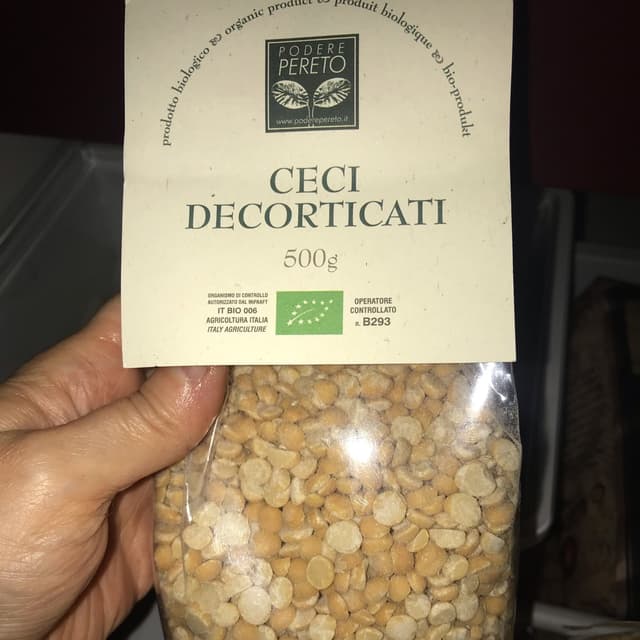 prodotto biologico & organic product & produit biologique & bio-produkt
PODERE
PERETO
www.poderepereto.it
CECI
DECORTICATI
500g
ORGANISMO DI CONTROLLO
AUTORIZZATO DAL MIPAAFT
IT BIO 006
AGRICOLTURA ITALIA
ITALY AGRICULTURE
OPERATORE
CONTROLLATO
n. B293